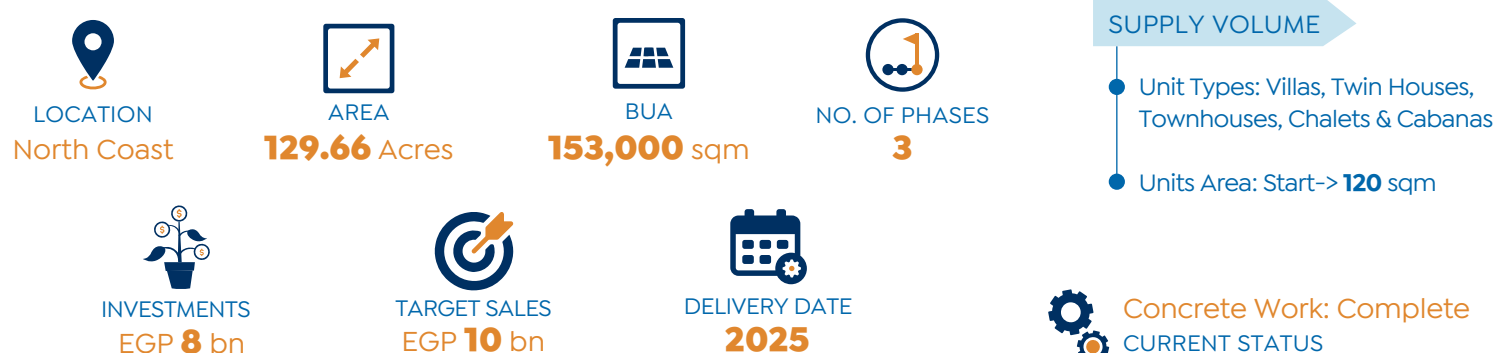 LOCATION
North Coast
AREA
129.66 Acres
BUA
153,000 sqm
NO. OF PHASES
3
SUPPLY VOLUME
Unit Types: Villas, Twin Houses,
Townhouses, Chalets & Cabanas
Units Area: Start-> 120 sqm
INVESTMENTS
EGP 8 bn
TARGET SALES
EGP 10 bn
DELIVERY DATE
2025
Concrete Work: Complete
CURRENT STATUS